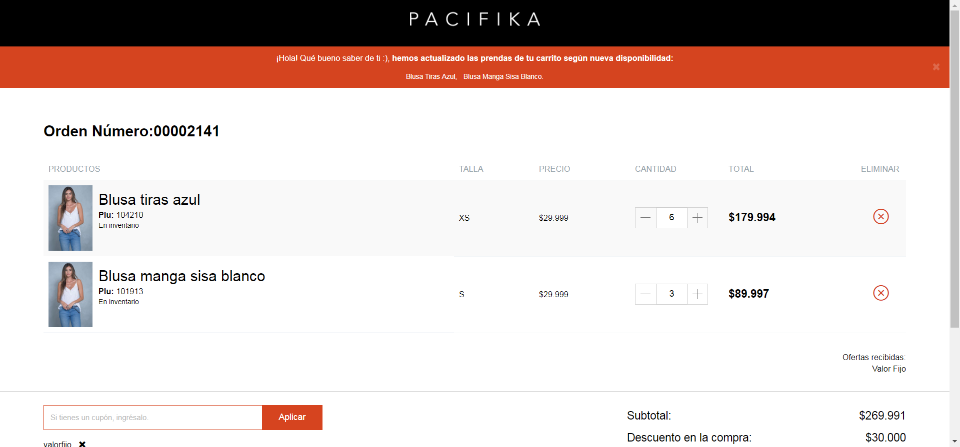 PACIFIKA
¡Hola! Qué bueno saber de ti :), hemos actualizado las prendas de tu carrito según nueva disponibilidad:
Blusa Tiras Azul, Blusa Manga Sisa Blanco.
Orden Número:00002141
PRODUCTOS TALLA PRECIO CANTIDAD TOTAL ELIMINAR
Blusa tiras azul
Plu: 104210
En inventario
XS $29.999 6 $179.994
Blusa manga sisa blanco
Plu: 101913
En inventario
S $29.999 3 $89.997
Ofertas recibidas:
Valor Fijo
Si tienes un cupón, ingrésalo. Aplicar
valorfijo
Subtotal: $269.991
Descuento en la compra: $30.000